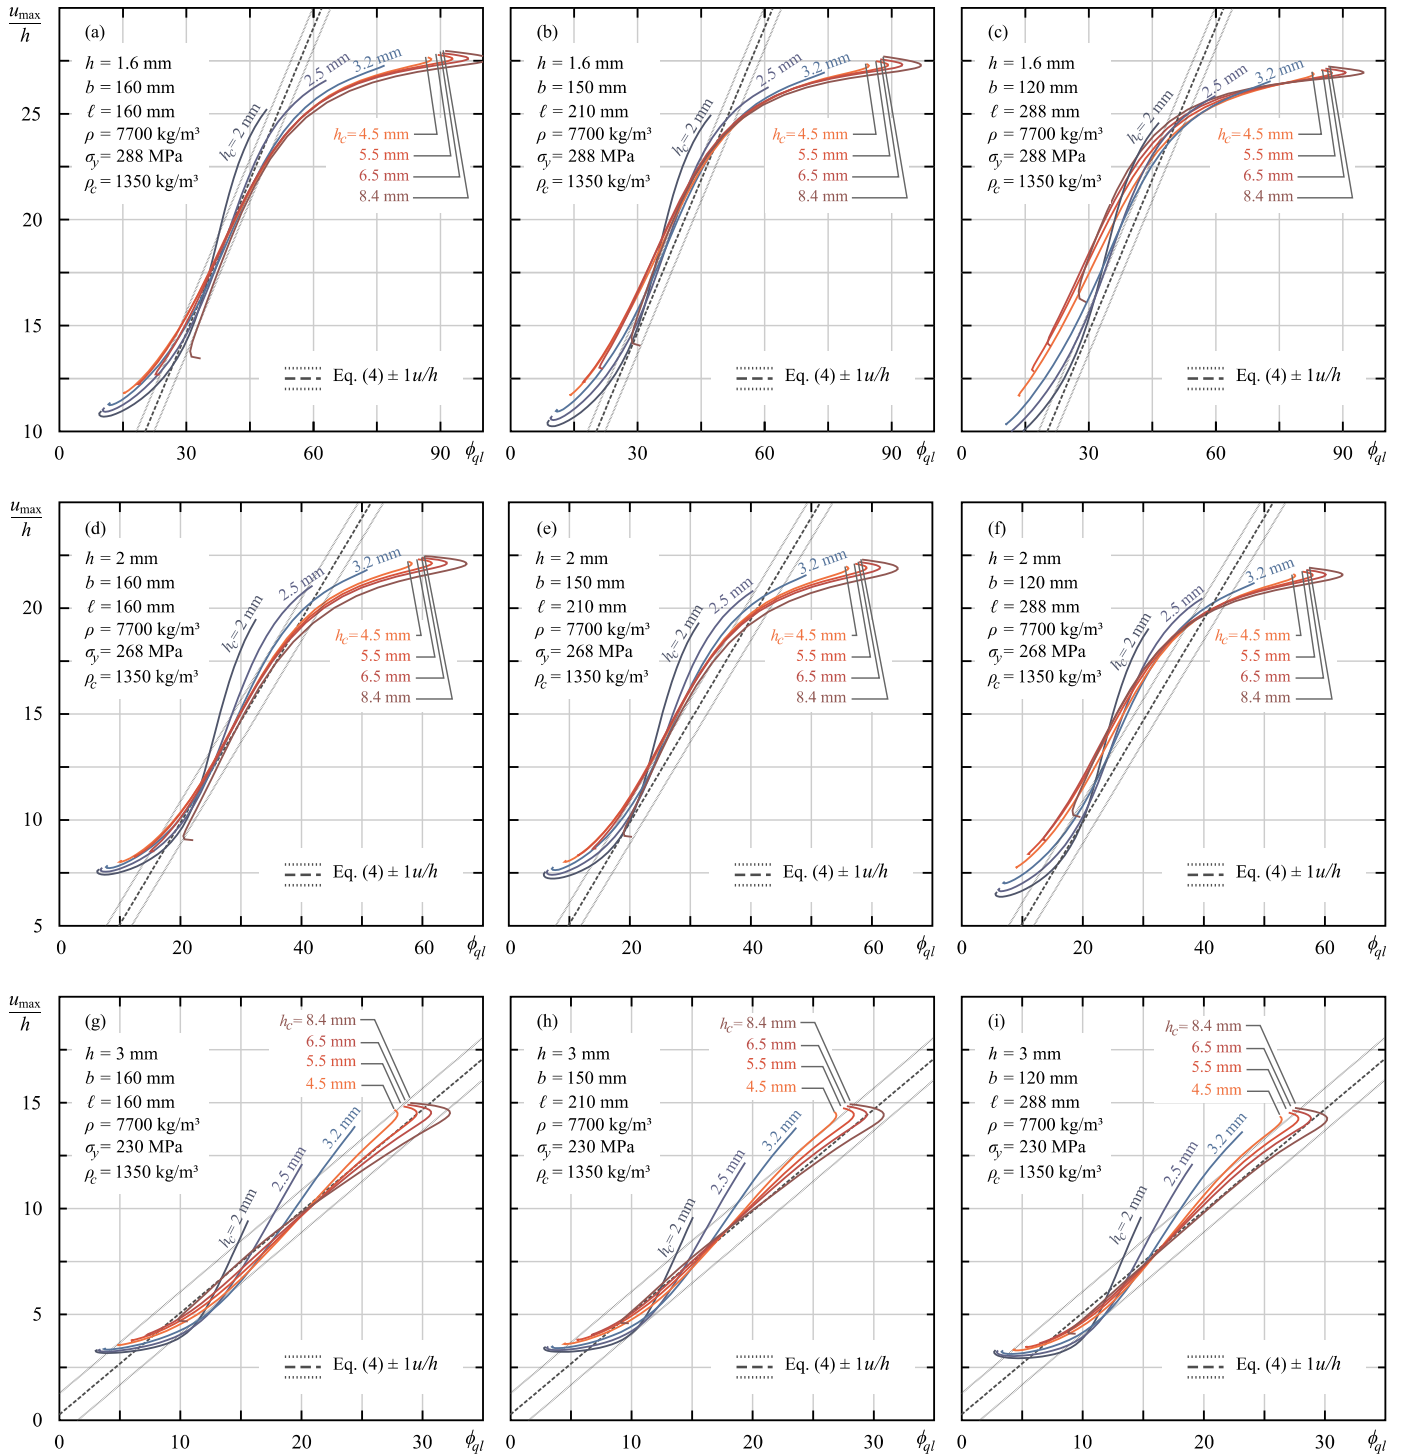 u_max/h
(a)
h = 1.6 mm
b = 160 mm
ℓ = 160 mm
ρ = 7700 kg/m³
σ_y = 288 MPa
ρ_c = 1350 kg/m³
h_c = 2 mm
2.5 mm
3.2 mm
h_c = 4.5 mm
5.5 mm
6.5 mm
8.4 mm
Eq. (4) ± 1u/h
25
20
15
10
0 30 60 90 ϕ_ql
(b)
h = 1.6 mm
b = 150 mm
ℓ = 210 mm
ρ = 7700 kg/m³
σ_y = 288 MPa
ρ_c = 1350 kg/m³
h_c = 2 mm
2.5 mm
3.2 mm
h_c = 4.5 mm
5.5 mm
6.5 mm
8.4 mm
Eq. (4) ± 1u/h
0 30 60 90 ϕ_ql
(c)
h = 1.6 mm
b = 120 mm
ℓ = 288 mm
ρ = 7700 kg/m³
σ_y = 288 MPa
ρ_c = 1350 kg/m³
h_c = 2 mm
2.5 mm
3.2 mm
h_c = 4.5 mm
5.5 mm
6.5 mm
8.4 mm
Eq. (4) ± 1u/h
0 30 60 90 ϕ_ql
u_max/h
(d)
h = 2 mm
b = 160 mm
ℓ = 160 mm
ρ = 7700 kg/m³
σ_y = 268 MPa
ρ_c = 1350 kg/m³
h_c = 2 mm
2.5 mm
3.2 mm
h_c = 4.5 mm
5.5 mm
6.5 mm
8.4 mm
Eq. (4) ± 1u/h
20
15
10
5
0 20 40 60 ϕ_ql
(e)
h = 2 mm
b = 150 mm
ℓ = 210 mm
ρ = 7700 kg/m³
σ_y = 268 MPa
ρ_c = 1350 kg/m³
h_c = 2 mm
2.5 mm
3.2 mm
h_c = 4.5 mm
5.5 mm
6.5 mm
8.4 mm
Eq. (4) ± 1u/h
0 20 40 60 ϕ_ql
(f)
h = 2 mm
b = 120 mm
ℓ = 288 mm
ρ = 7700 kg/m³
σ_y = 268 MPa
ρ_c = 1350 kg/m³
h_c = 2 mm
2.5 mm
3.2 mm
h_c = 4.5 mm
5.5 mm
6.5 mm
8.4 mm
Eq. (4) ± 1u/h
0 20 40 60 ϕ_ql
u_max/h
(g)
h = 3 mm
b = 160 mm
ℓ = 160 mm
ρ = 7700 kg/m³
σ_y = 230 MPa
ρ_c = 1350 kg/m³
h_c = 8.4 mm
6.5 mm
5.5 mm
4.5 mm
3.2 mm
2.5 mm
h_c = 2 mm
Eq. (4) ± 1u/h
15
10
5
0
0 10 20 30 ϕ_ql
(h)
h = 3 mm
b = 150 mm
ℓ = 210 mm
ρ = 7700 kg/m³
σ_y = 230 MPa
ρ_c = 1350 kg/m³
h_c = 8.4 mm
6.5 mm
5.5 mm
4.5 mm
3.2 mm
2.5 mm
h_c = 2 mm
Eq. (4) ± 1u/h
0 10 20 30 ϕ_ql
(i)
h = 3 mm
b = 120 mm
ℓ = 288 mm
ρ = 7700 kg/m³
σ_y = 230 MPa
ρ_c = 1350 kg/m³
h_c = 8.4 mm
6.5 mm
5.5 mm
4.5 mm
3.2 mm
2.5 mm
h_c = 2 mm
Eq. (4) ± 1u/h
0 10 20 30 ϕ_ql